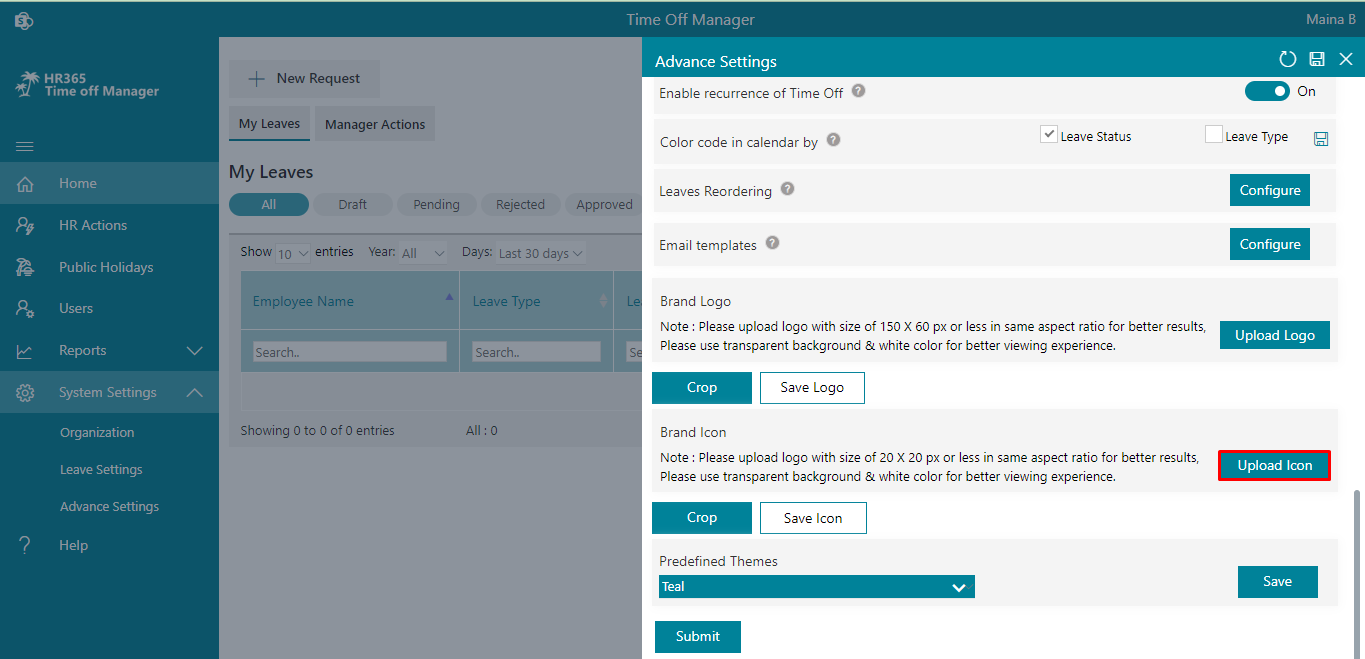 Time Off Manager
Maina B
HR365
Time off Manager
Home
HR Actions
Public Holidays
Users
Reports
System Settings
Organization
Leave Settings
Advance Settings
Help
New Request
My Leaves
Manager Actions
My Leaves
All
Draft
Pending
Rejected
Approved
Show 10 entries Year: All Days: Last 30 days
Employee Name
Leave Type
Le
Search..
Search..
Se
Showing 0 to 0 of 0 entries
All : 0
Advance Settings
Enable recurrence of Time Off ?
On
Color code in calendar by ?
Leave Status
Leave Type
Leaves Reordering ?
Configure
Email templates ?
Configure
Brand Logo
Note : Please upload logo with size of 150 X 60 px or less in same aspect ratio for better results,
Please use transparent background & white color for better viewing experience.
Upload Logo
Crop
Save Logo
Brand Icon
Note : Please upload logo with size of 20 X 20 px or less in same aspect ratio for better results,
Please use transparent background & white color for better viewing experience.
Upload Icon
Crop
Save Icon
Predefined Themes
Teal
Save
Submit